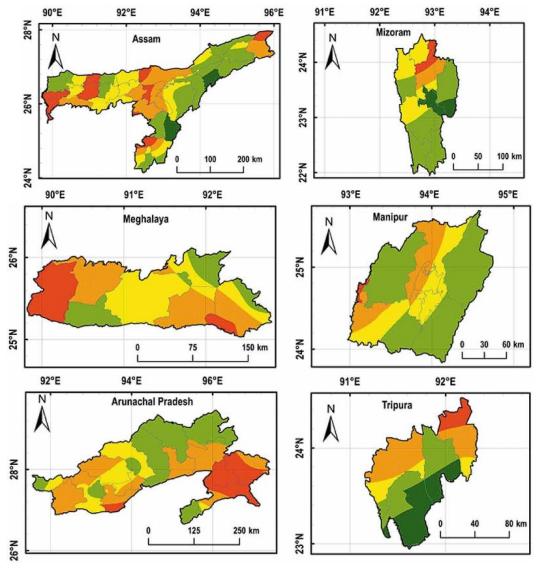 90°E 92°E 94°E 96°E
28°N
26°N
24°N
N
Assam
0 100 200 km
92°E 93°E 94°E
24°N
23°N
22°N
N
Mizoram
0 50 100 km
90°E 91°E 92°E
26°N
25°N
N
Meghalaya
0 75 150 km
93°E 94°E 95°E
25°N
24°N
N
Manipur
0 30 60 km
92°E 94°E 96°E
28°N
26°N
N
Arunachal Pradesh
0 125 250 km
91°E 92°E
24°N
23°N
N
Tripura
0 40 80 km